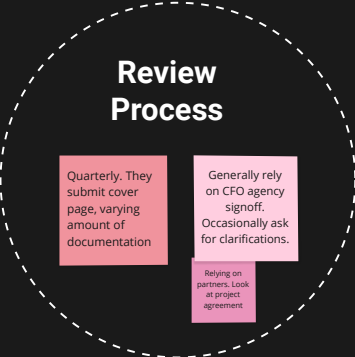 Review
Process
Quarterly. They
submit cover
page, varying
amount of
documentation
Generally rely
on CFO agency
signoff.
Occasionally ask
for clarifications.
Relying on
partners. Look
at project
agreement